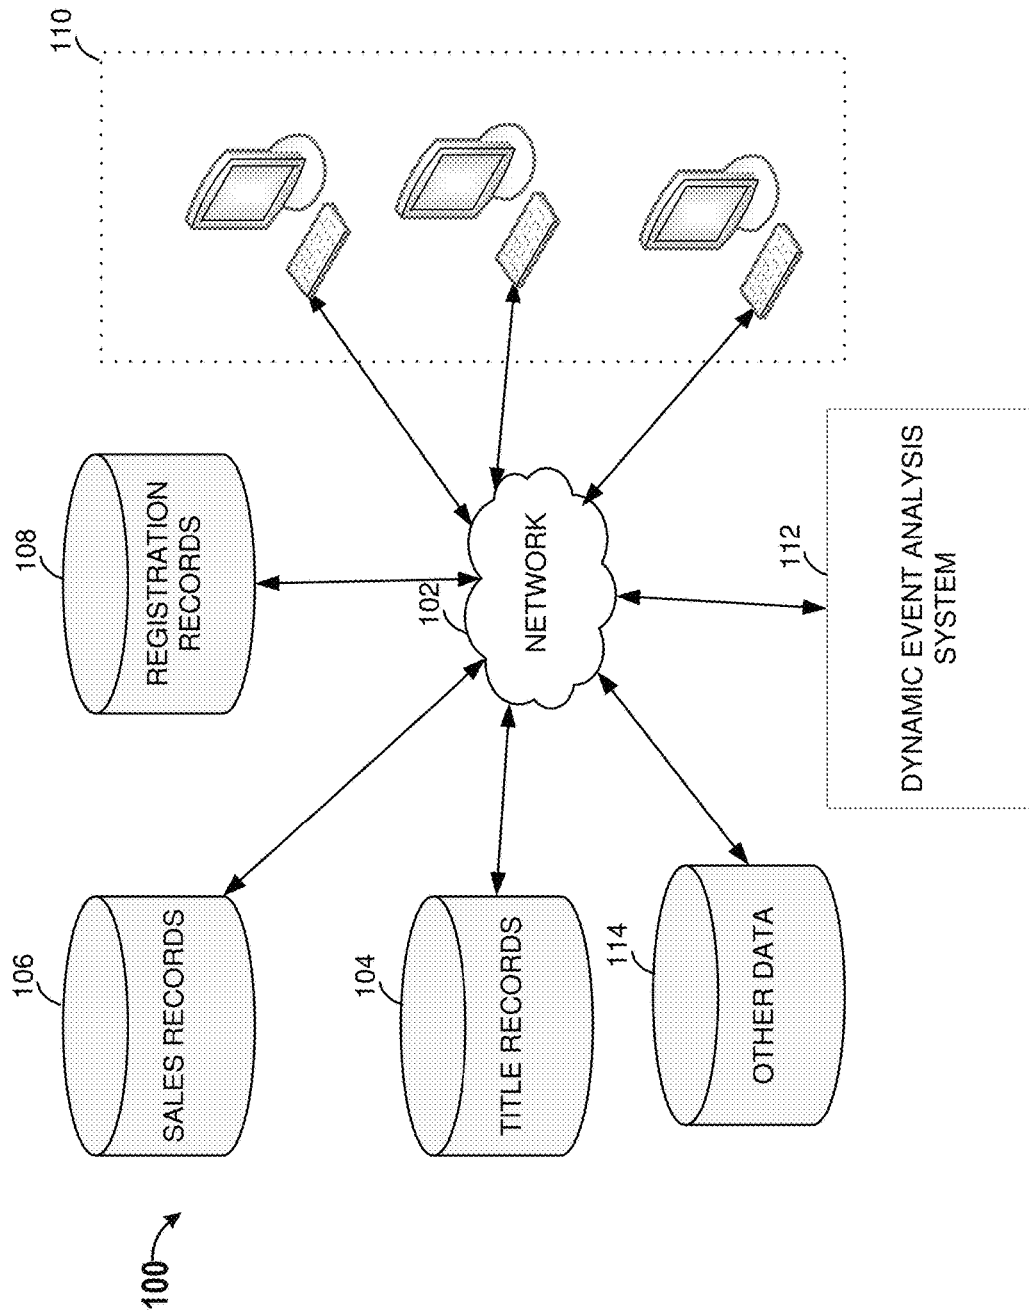 100
106
SALES RECORDS
108
REGISTRATION
RECORDS
110
104
TITLE RECORDS
102
NETWORK
114
OTHER DATA
112
DYNAMIC EVENT ANALYSIS
SYSTEM